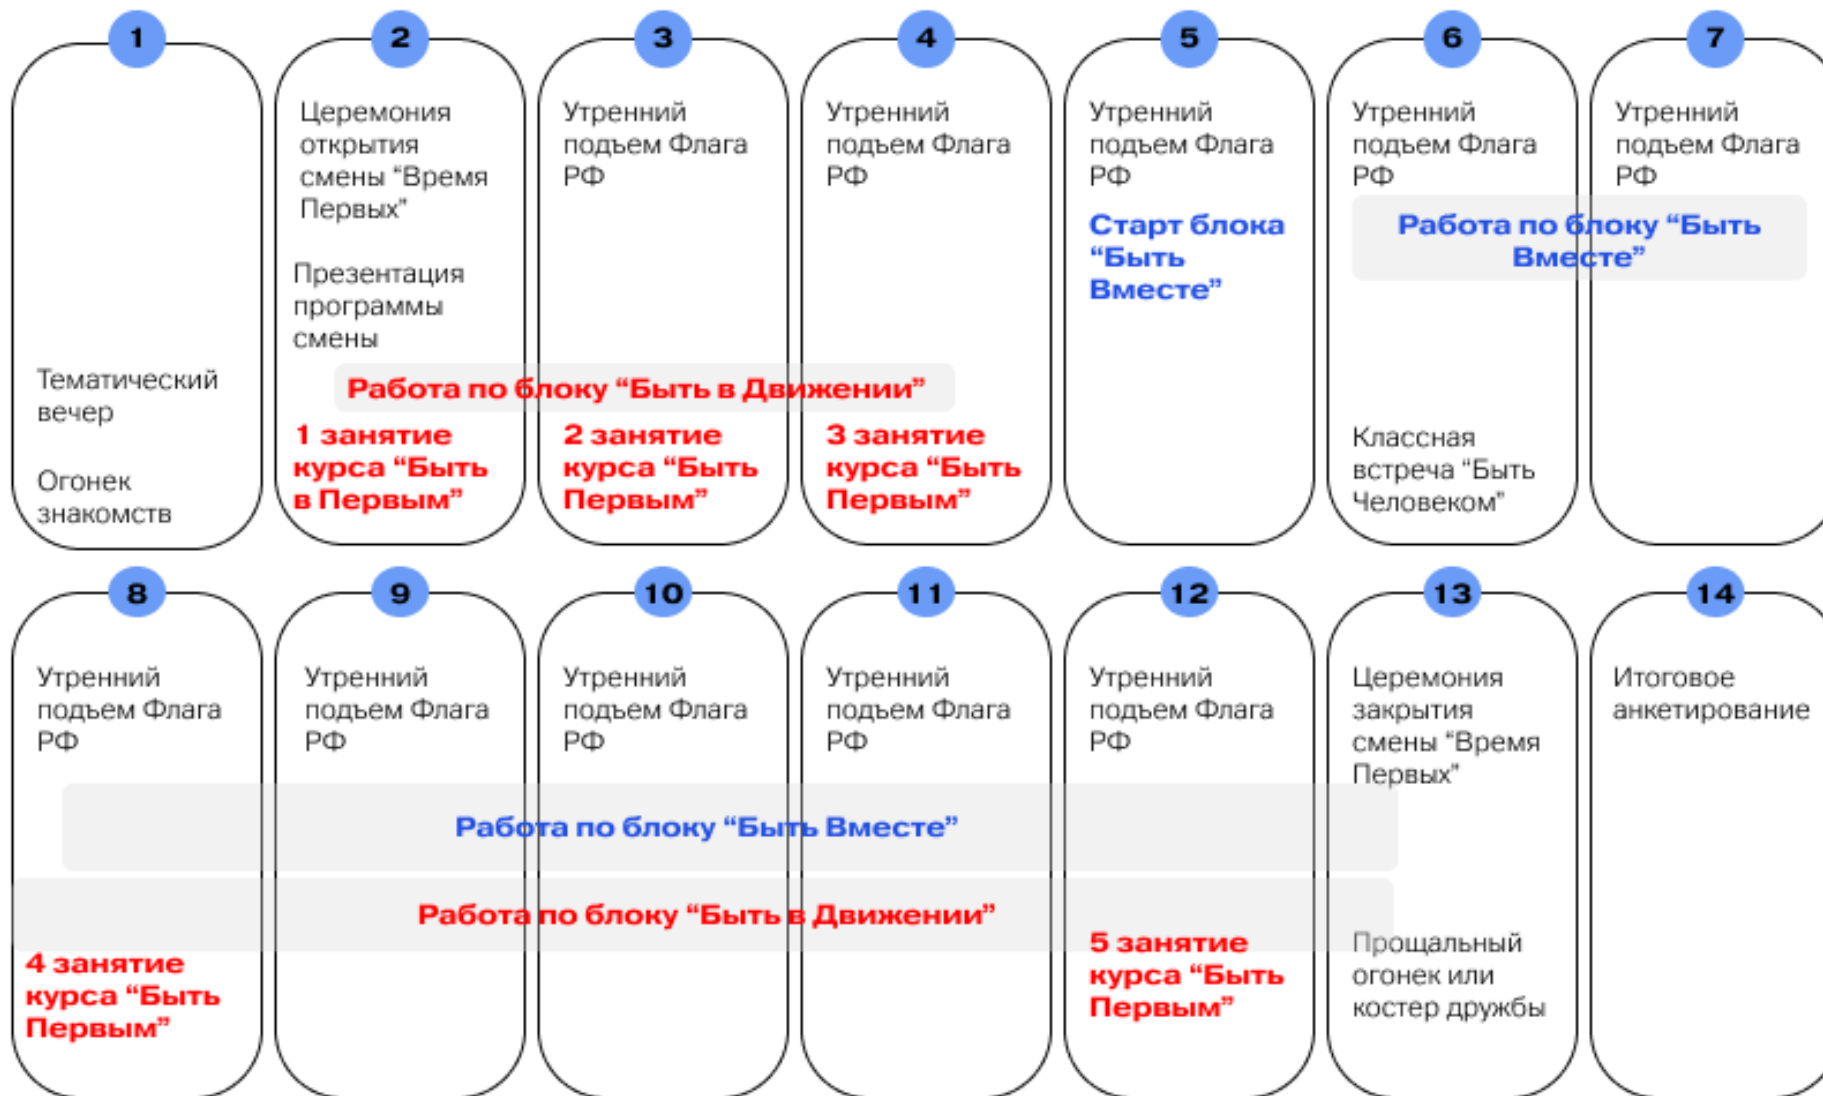 1
Тематический
вечер
Огонек
знакомств
2
Церемония
открытия
смены “Время
Первых”
Презентация
программы
смены
Работа по блоку “Быть в Движении”
1 занятие
курса “Быть
в Первым”
3
Утренний
подъем Флага
РФ
2 занятие
курса “Быть
Первым”
4
Утренний
подъем Флага
РФ
3 занятие
курса “Быть
Первым”
5
Утренний
подъем Флага
РФ
Старт блока
“Быть
Вместе”
6
Утренний
подъем Флага
РФ
Работа по блоку “Быть
Вместе”
Классная
встреча “Быть
Человеком”
7
Утренний
подъем Флага
РФ
8
Утренний
подъем Флага
РФ
Работа по блоку “Быть Вместе”
Работа по блоку “Быть в Движении”
4 занятие
курса “Быть
Первым”
9
Утренний
подъем Флага
РФ
10
Утренний
подъем Флага
РФ
11
Утренний
подъем Флага
РФ
12
Утренний
подъем Флага
РФ
5 занятие
курса “Быть
Первым”
13
Церемония
закрытия
смены “Время
Первых”
Прощальный
огонек или
костер дружбы
14
Итоговое
анкетирование